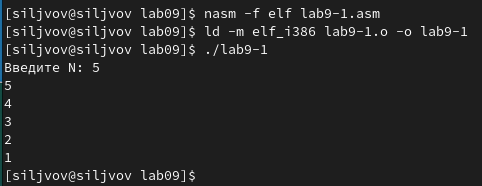 [siljvov@siljvov lab09]$ nasm -f elf lab9-1.asm
[siljvov@siljvov lab09]$ ld -m elf_i386 lab9-1.o -o lab9-1
[siljvov@siljvov lab09]$ ./lab9-1
Введите N: 5
5
4
3
2
1
[siljvov@siljvov lab09]$